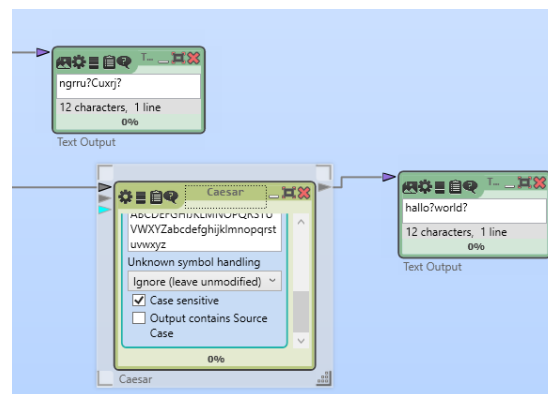 T...
ngrru?Cuxrj?
12 characters,  1 line
0%
Text Output
Caesar
ABCDEFGHIJKLMNOPQRSTU
VWXYZabcdefghijklmnopqrst
uvwxyz
Unknown symbol handling
Ignore (leave unmodified)
Case sensitive
Output contains Source
Case
0%
Caesar
T...
hallo?world?
12 characters,  1 line
0%
Text Output